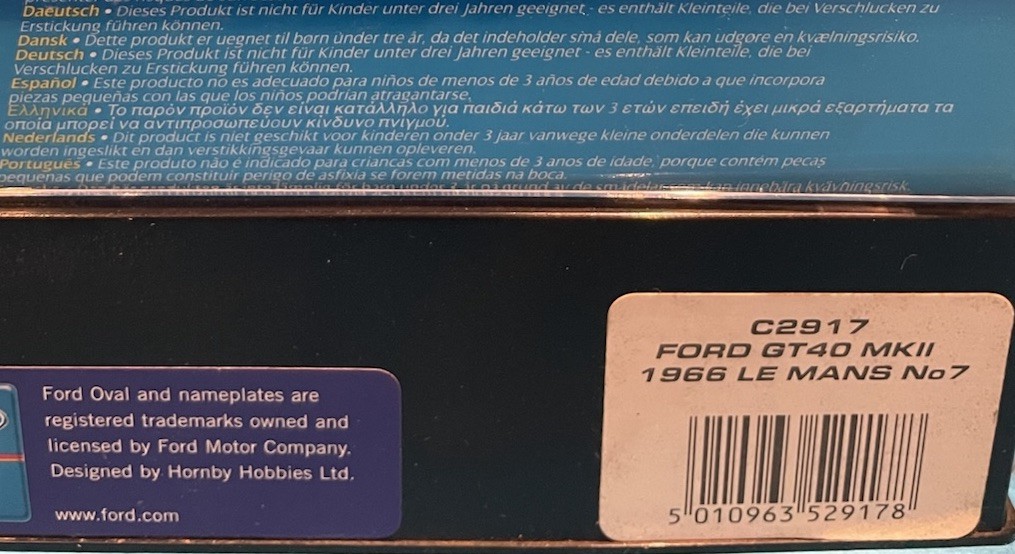 Daeutsch • Dieses Produkt ist nicht für Kinder unter drei Jahren geeignet - es enthält Kleinteile, die bei Verschlucken zu
Erstickung führen können.
Dansk • Dette produkt er uegnet til børn under tre år, da det indeholder små dele, som kan udgøre en kvælningsrisiko.
Deutsch • Dieses Produkt ist nicht für Kinder unter drei Jahren geeignet - es enthält Kleinteile, die bei
Verschlucken zu Erstickung führen können.
Español • Este producto no es adecuado para niños de menos de 3 años de edad debido a que incorpora
piezas pequeñas con las que los niños podrían atragantarse.
Ελληνικά • Το παρόν προϊόν δεν είναι κατάλληλο για παιδιά κάτω των 3 ετών επειδή έχει μικρά εξαρτήματα τα
οποία μπορεί να αντιπροσωπεύουν κίνδυνο πνιγμού.
Nederlands • Dit product is niet geschikt voor kinderen onder 3 jaar vanwege kleine onderdelen die kunnen
worden ingeslikt en dan verstikkingsgevaar kunnen opleveren.
Português • Este produto não é indicado para criancas com menos de 3 anos de idade, porque contém pecas
pequenas que podem constituir perigo de asfixia se forem metidas na boca.
C2917
FORD GT40 MKII
1966 LE MANS No7
5 010963 529178
Ford Oval and nameplates are
registered trademarks owned and
licensed by Ford Motor Company.
Designed by Hornby Hobbies Ltd.
www.ford.com